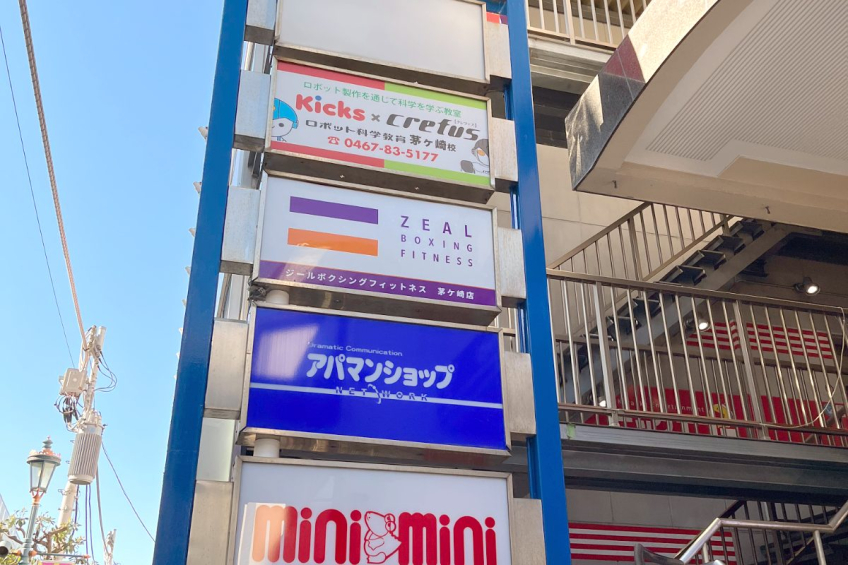 ロボット製作を通じて科学を学ぶ教室
Kicks × Crefus
ロボット科学教育 茅ケ崎校
☎ 0467-83-5177
ZEAL
BOXING
FITNESS
ジールボクシングフィットネス 茅ケ崎店
Dramatic Communication
アパマンショップ
NETWORK
mini mini